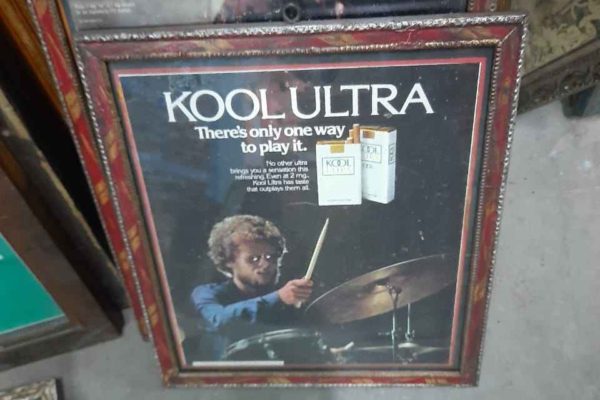 KOOL ULTRA
There's only one way
to play it.
No other ultra
brings you a sensation this
refreshing. Even at 2 mg.,
Kool Ultra has taste
that outplays them all.
KOOL
ULTRA
KOOL